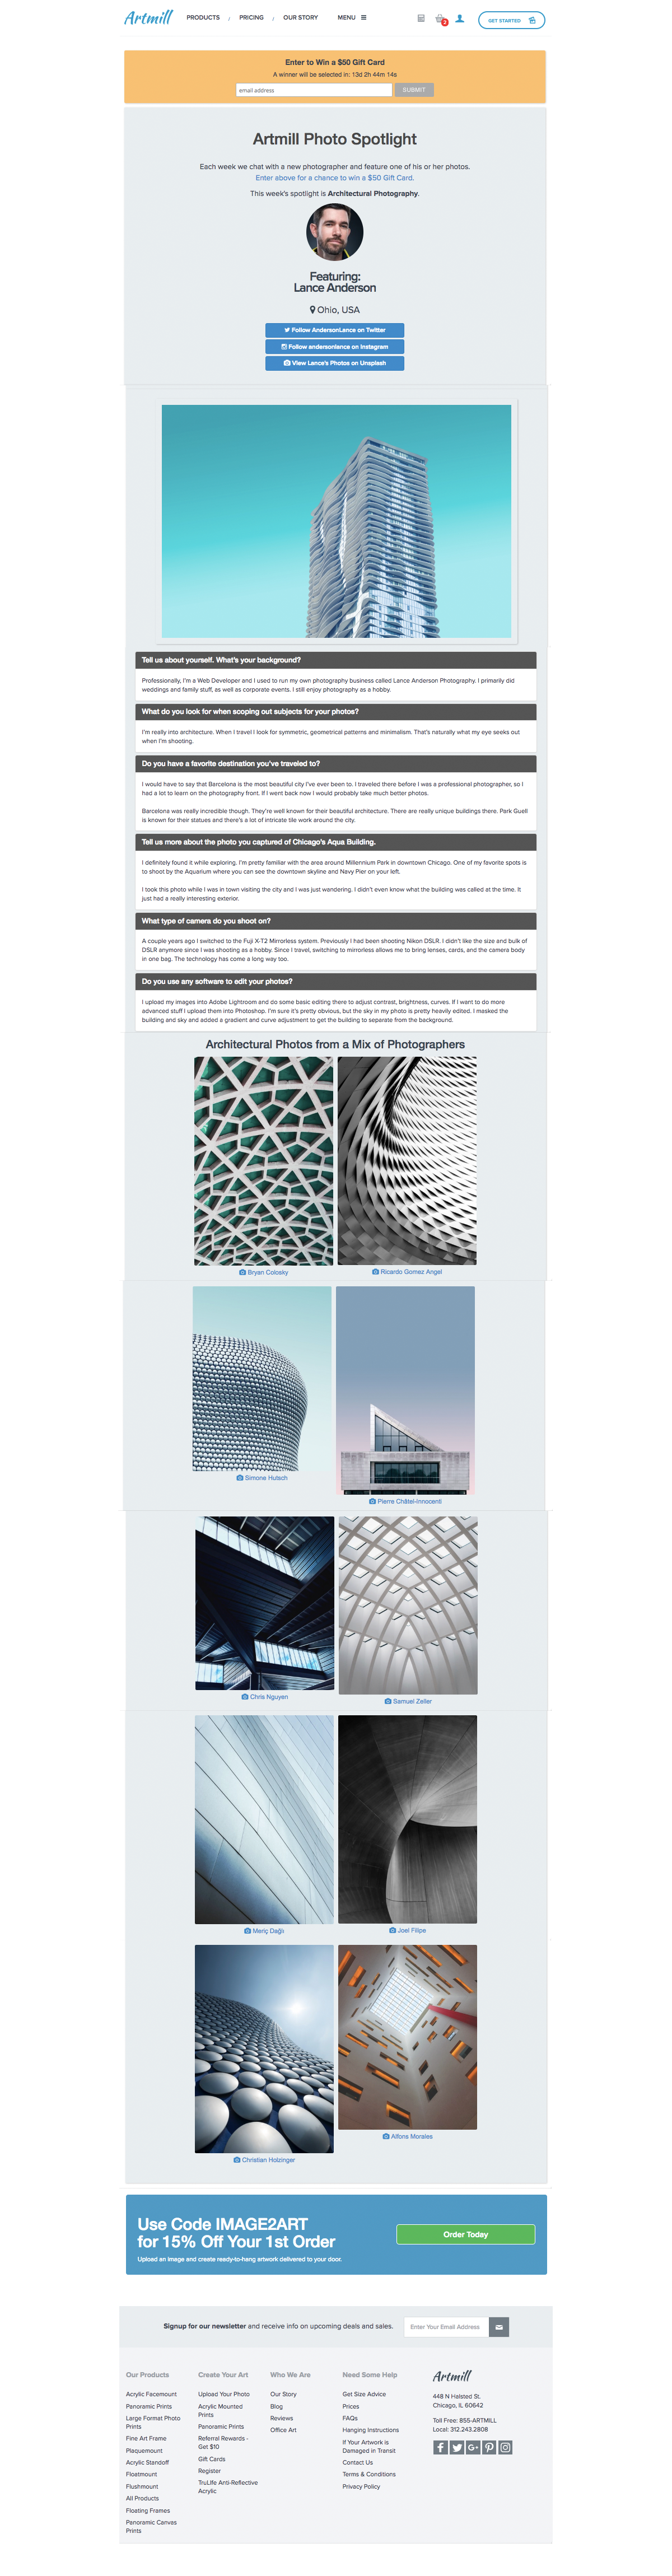 Artmill
PRODUCTS / PRICING / OUR STORY MENU
2
GET STARTED
Enter to Win a $50 Gift Card
A winner will be selected in: 13d 2h 44m 14s
email address SUBMIT
Artmill Photo Spotlight
Each week we chat with a new photographer and feature one of his or her photos.
Enter above for a chance to win a $50 Gift Card.
This week's spotlight is Architectural Photography.
Featuring:
Lance Anderson
Ohio, USA
Follow AndersonLance on Twitter
Follow andersonlance on Instagram
View Lance's Photos on Unsplash
Tell us about yourself. What's your background?
Professionally, I'm a Web Developer and I used to run my own photography business called Lance Anderson Photography. I primarily did
weddings and family stuff, as well as corporate events. I still enjoy photography as a hobby.
What do you look for when scoping out subjects for your photos?
I'm really into architecture. When I travel I look for symmetric, geometrical patterns and minimalism. That's naturally what my eye seeks out
when I'm shooting.
Do you have a favorite destination you've traveled to?
I would have to say that Barcelona is the most beautiful city I've ever been to. I traveled there before I was a professional photographer, so I
had a lot to learn on the photography front. If I went back now I would probably take much better photos.
Barcelona was really incredible though. They're well known for their beautiful architecture. There are really unique buildings there. Park Guell
is known for their statues and there's a lot of intricate tile work around the city.
Tell us more about the photo you captured of Chicago's Aqua Building.
I definitely found it while exploring. I'm pretty familiar with the area around Millennium Park in downtown Chicago. One of my favorite spots is
to shoot by the Aquarium where you can see the downtown skyline and Navy Pier on your left.
I took this photo while I was in town visiting the city and I was just wandering. I didn't even know what the building was called at the time. It
just had a really interesting exterior.
What type of camera do you shoot on?
A couple years ago I switched to the Fuji X-T2 Mirrorless system. Previously I had been shooting Nikon DSLR. I didn't like the size and bulk of
DSLR anymore since I was shooting as a hobby. Since I travel, switching to mirrorless allows me to bring lenses, cards, and the camera body
in one bag. The technology has come a long way too.
Do you use any software to edit your photos?
I upload my images into Adobe Lightroom and do some basic editing there to adjust contrast, brightness, curves. If I want to do more
advanced stuff I upload them into Photoshop. I'm sure it's pretty obvious, but the sky in my photo is pretty heavily edited. I masked the
building and sky and added a gradient and curve adjustment to get the building to separate from the background.
Architectural Photos from a Mix of Photographers
Bryan Colosky
Ricardo Gomez Angel
Simone Hutsch
Pierre Châtel-Innocenti
Chris Nguyen
Samuel Zeller
Meriç Dağlı
Joel Filipe
Alfons Morales
Christian Holzinger
Use Code IMAGE2ART
for 15% Off Your 1st Order
Upload an image and create ready-to-hang artwork delivered to your door.
Order Today
Signup for our newsletter and receive info on upcoming deals and sales.
Enter Your Email Address
Our Products
Acrylic Facemount
Panoramic Prints
Large Format Photo
Prints
Fine Art Frame
Plaquemount
Acrylic Standoff
Floatmount
Flushmount
All Products
Floating Frames
Panoramic Canvas
Prints
Create Your Art
Upload Your Photo
Acrylic Mounted
Prints
Panoramic Prints
Referral Rewards -
Get $10
Gift Cards
Register
TruLife Anti-Reflective
Acrylic
Who We Are
Our Story
Blog
Reviews
Office Art
Need Some Help
Get Size Advice
Prices
FAQs
Hanging Instructions
If Your Artwork is
Damaged in Transit
Contact Us
Terms & Conditions
Privacy Policy
Artmill
448 N Halsted St.
Chicago, IL 60642
Toll Free: 855-ARTMILL
Local: 312.243.2808